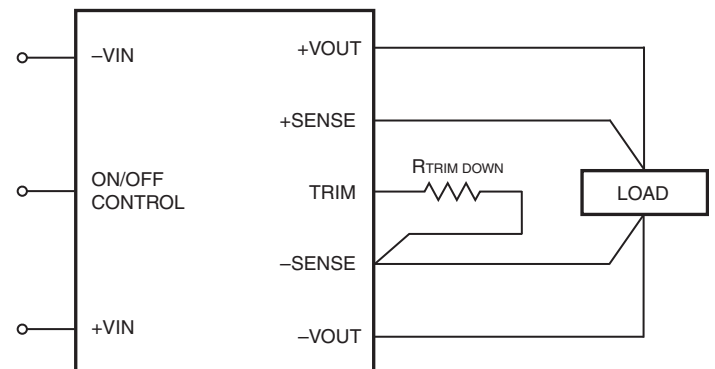 –VIN
+VOUT
+SENSE
RTRIM DOWN
ON/OFF
CONTROL
TRIM
LOAD
–SENSE
+VIN
–VOUT